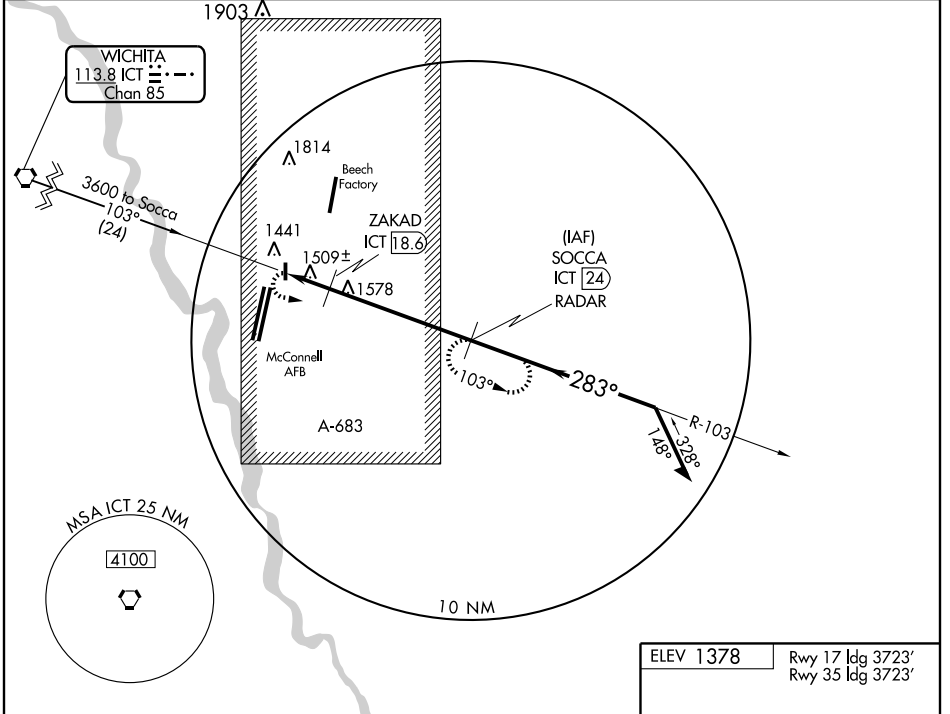 1903
WICHITA
113.8 ICT
Chan 85
1814
Beech
Factory
3600 to Socca
103°
(24)
ZAKAD
ICT 18.6
1441
1509±
1578
(IAF)
SOCCA
ICT 24
RADAR
McConnell
AFB
103°
283°
A-683
R-103
148°
328°
MSA ICT 25 NM
4100
10 NM
ELEV 1378
Rwy 17 ldg 3723'
Rwy 35 ldg 3723'